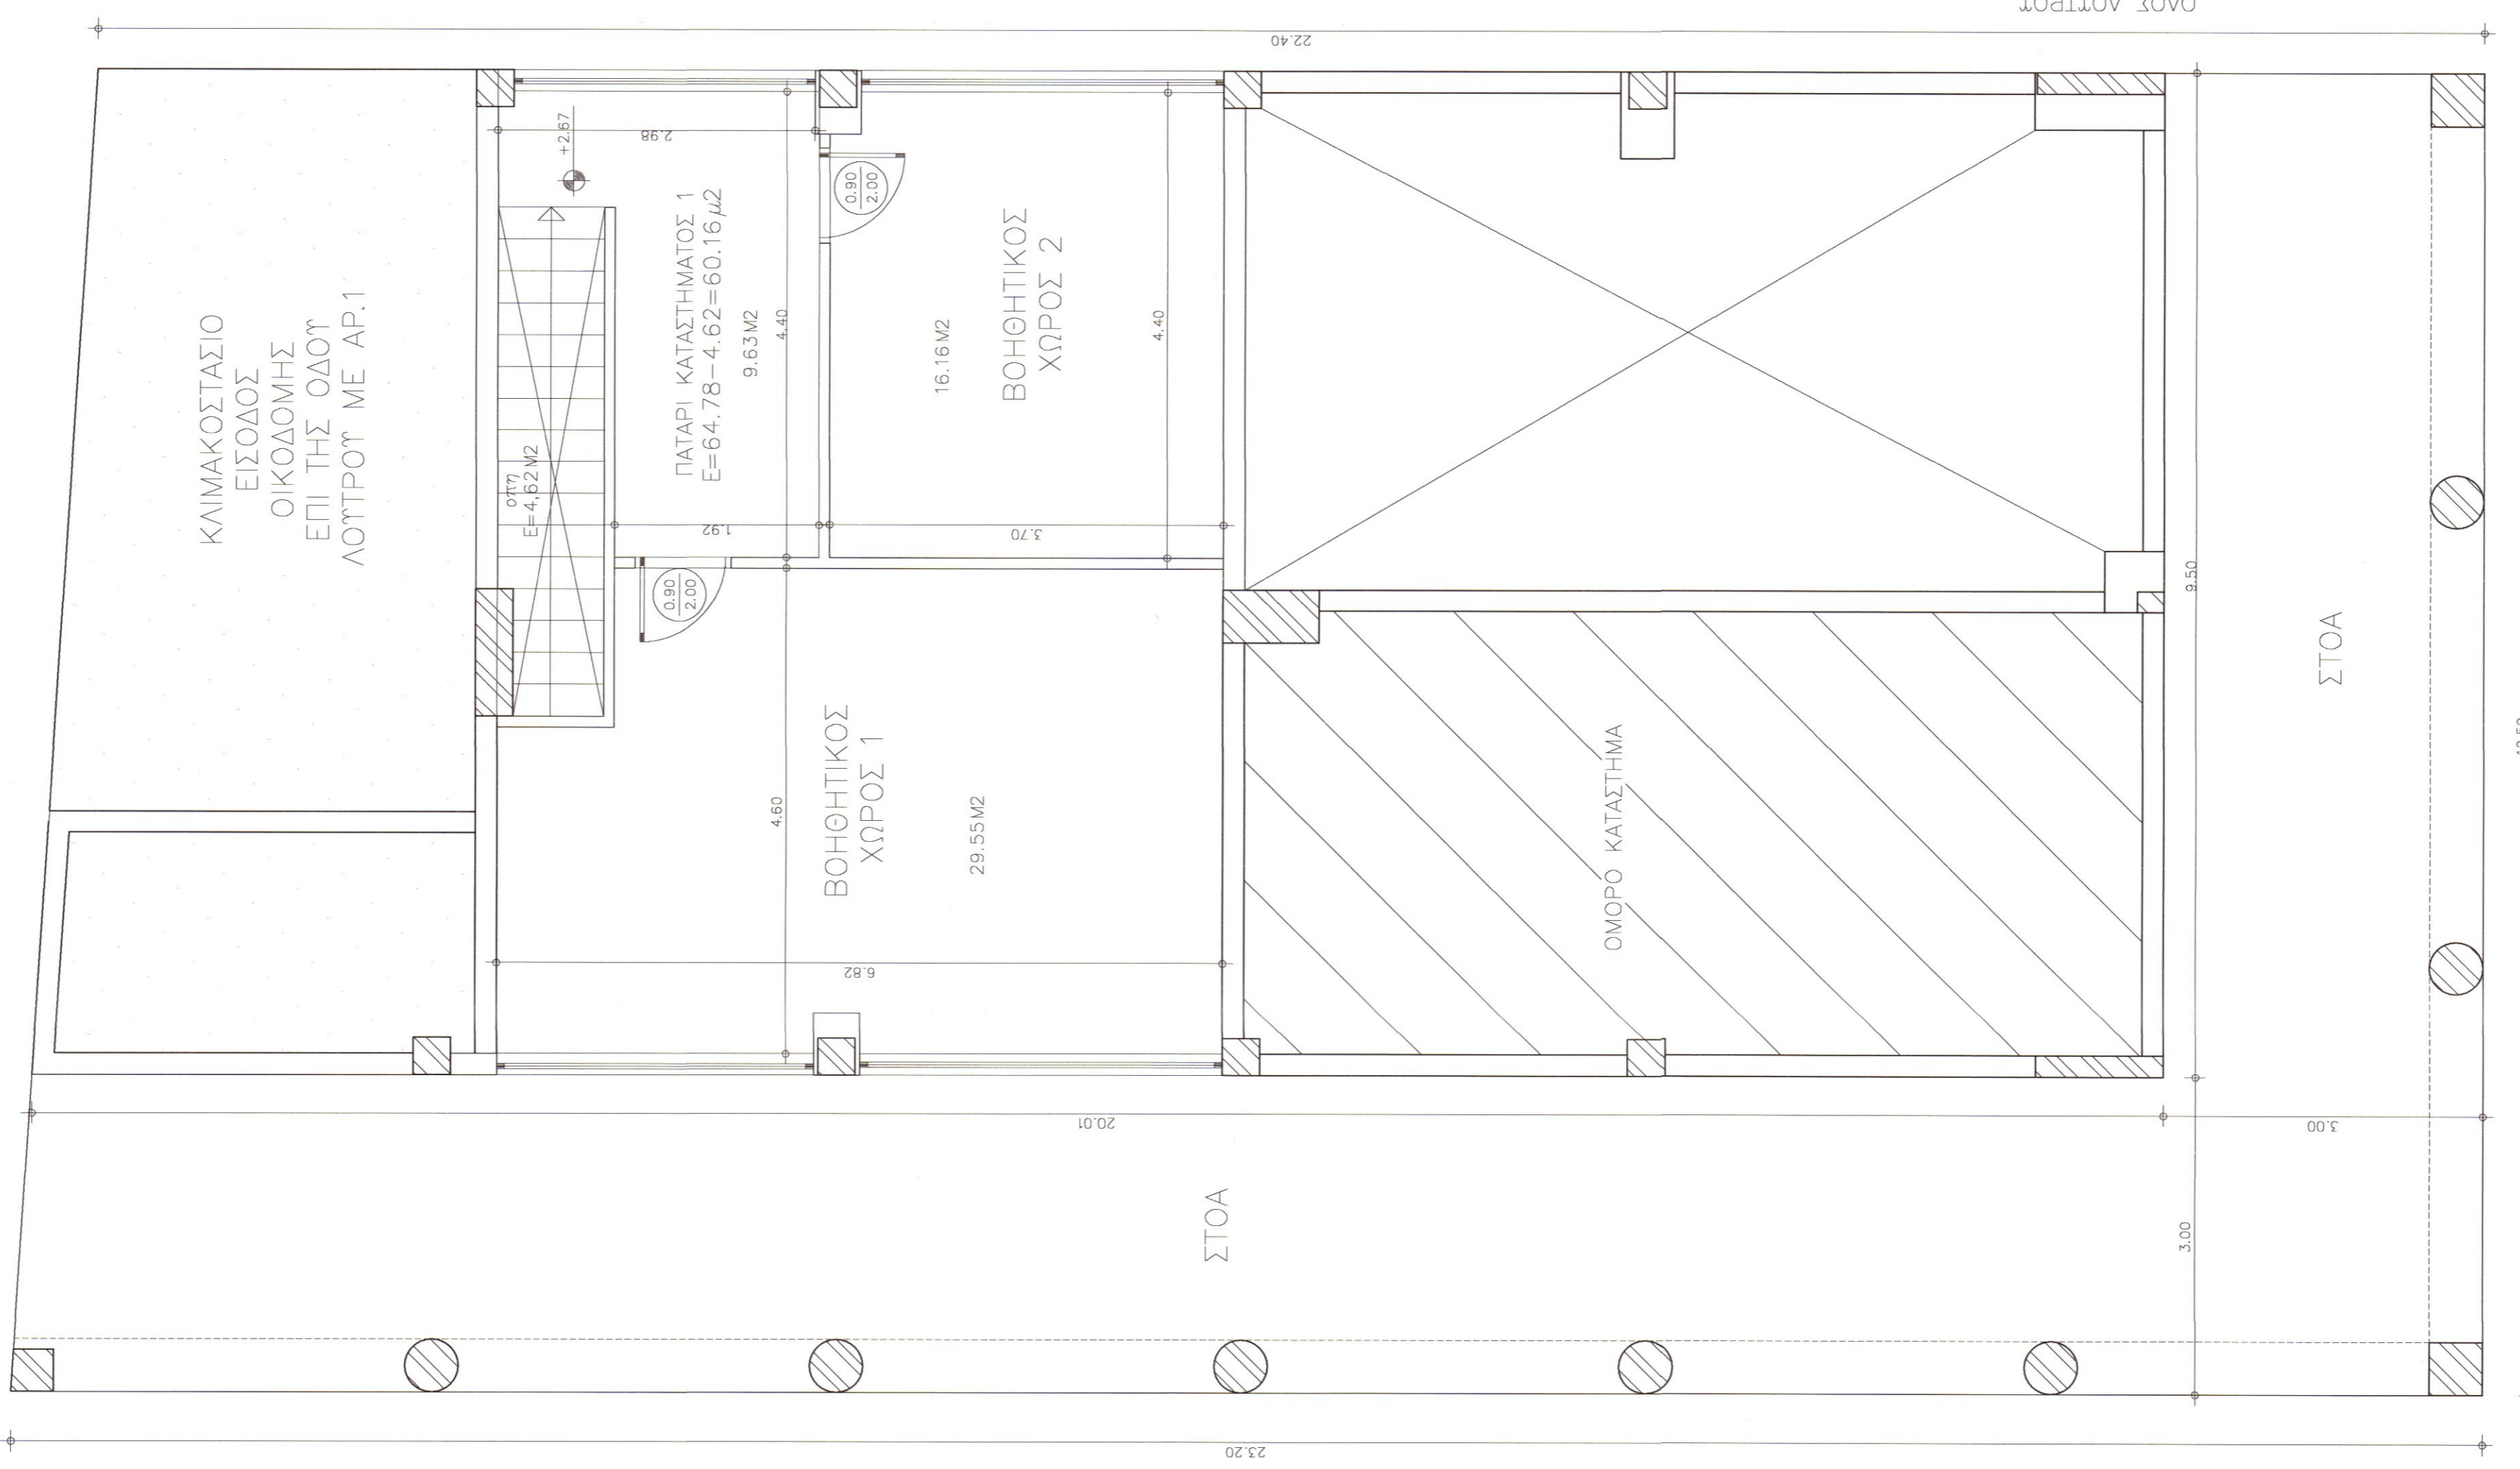 ΟΔΟΣ ΛΟΥΤΡΟΥ
22.40
ΚΛΙΜΑΚΟΣΤΑΣΙΟ
ΕΙΣΟΔΟΣ
ΟΙΚΟΔΟΜΗΣ
ΕΠΙ ΤΗΣ ΟΔΟΥ
ΛΟΥΤΡΟΥ ΜΕ ΑΡ.1
οπη
Ε=4,62Μ2
+2.67
2.98
ΠΑΤΑΡΙ ΚΑΤΑΣΤΗΜΑΤΟΣ 1
Ε=64.78-4.62=60.16μ2
9.63Μ2
4.40
0.90
2.00
16.16Μ2
ΒΟΗΘΗΤΙΚΟΣ
ΧΩΡΟΣ 2
4.40
1.92
3.70
0.90
2.00
4.60
ΒΟΗΘΗΤΙΚΟΣ
ΧΩΡΟΣ 1
29.55Μ2
6.82
ΟΜΟΡΟ ΚΑΤΑΣΤΗΜΑ
9.50
ΣΤΟΑ
20.01
3.00
ΣΤΟΑ
3.00
23.20